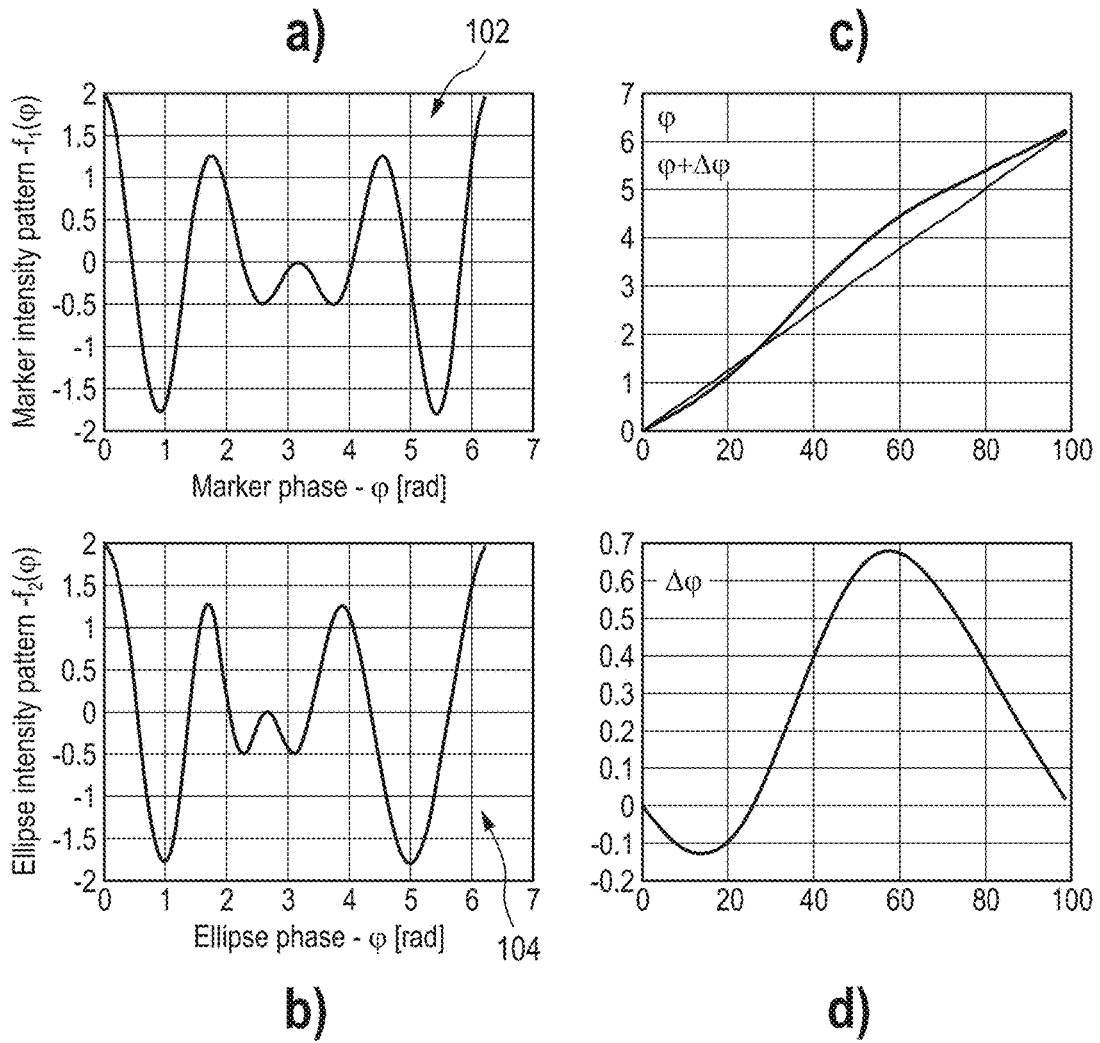 a)
102
Marker intensity pattern -f₁(φ)
2
1.5
1
0.5
0
-0.5
-1
-1.5
-2
0 1 2 3 4 5 6 7
Marker phase - φ [rad]
c)
7
6
5
4
3
2
1
0
φ
φ+Δφ
0 20 40 60 80 100
Ellipse intensity pattern -f₂(φ)
2
1.5
1
0.5
0
-0.5
-1
-1.5
-2
0 1 2 3 4 5 6 7
Ellipse phase - φ [rad]
104
b)
0.7
0.6
0.5
0.4
0.3
0.2
0.1
0
-0.1
-0.2
Δφ
0 20 40 60 80 100
d)